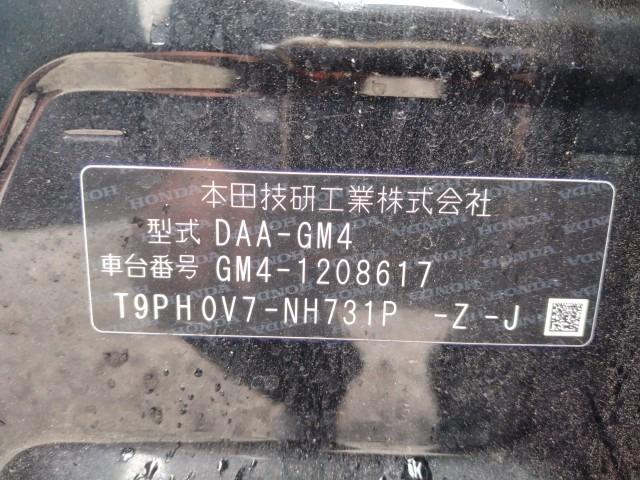 本田技研工業株式会社
型式 DAA-GM4
車台番号 GM4-1208617
T9PH0V7-NH731P -Z -J